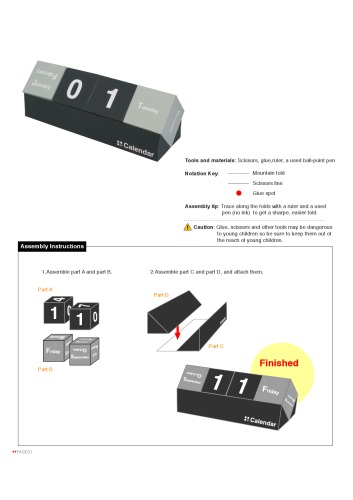 January
0 1
Tuesday
Calendar
Tools and materials: Scissors, glue,ruler, a used ball-point pen
Notation Key: Mountain fold
Scissors line
Glue spot
Assembly tip: Trace along the folds with a ruler and a used
pen (no ink) to get a sharpe, easier fold.
Caution: Glue, scissors and other tools may be dangerous
to young children so be sure to keep them out of
the reach of young children.
Assembly Instructions
1,Assemble part A and part B,
2.Assemble part C and part D, and attach them.
Part A
Part D
1 1
Friday
September
Part C
Part B
Finished
September
1 1
Friday
Calendar
PAGE01